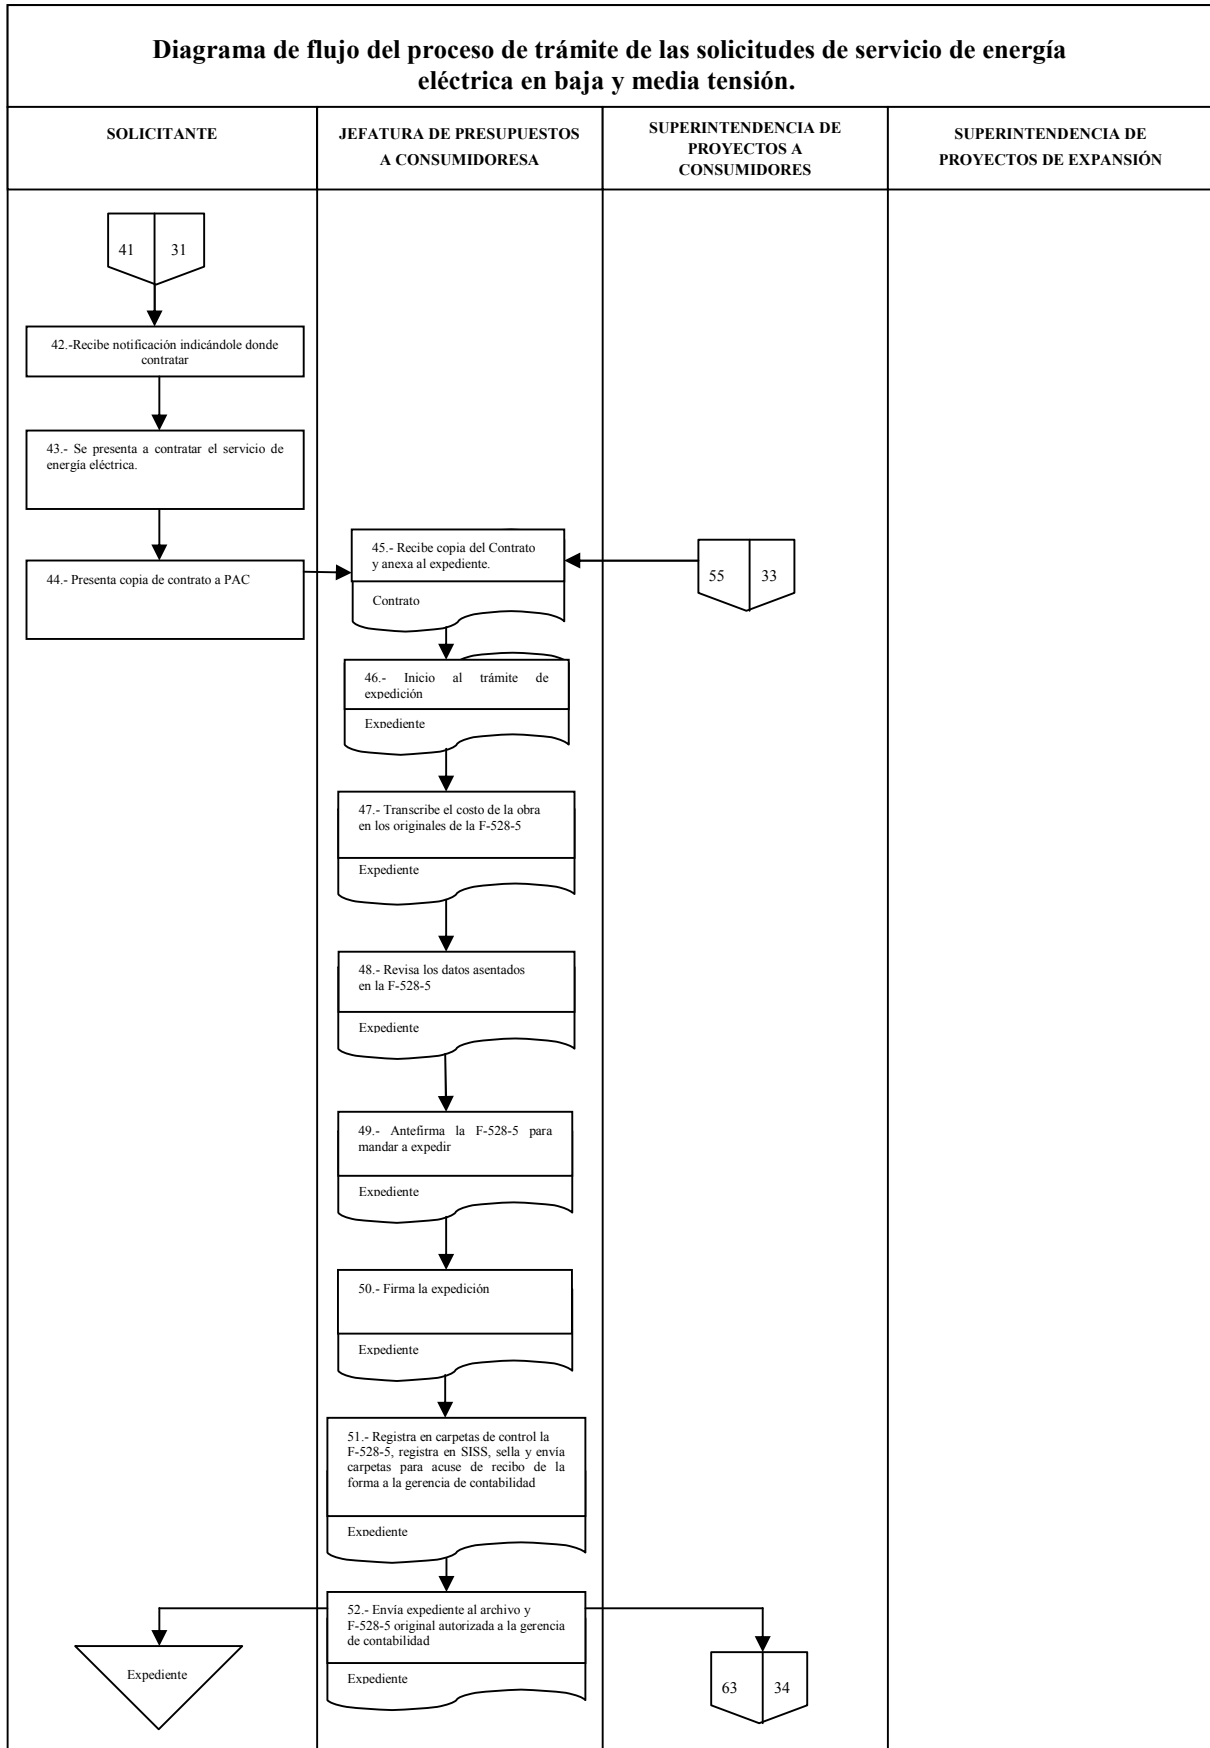 Diagrama de flujo del proceso de trámite de las solicitudes de servicio de energía
eléctrica en baja y media tensión.
SOLICITANTE
JEFATURA DE PRESUPUESTOS
A CONSUMIDORESA
SUPERINTENDENCIA DE
PROYECTOS A
CONSUMIDORES
SUPERINTENDENCIA DE
PROYECTOS DE EXPANSIÓN
41 31
42.-Recibe notificación indicándole donde
contratar
43.- Se presenta a contratar el servicio de
energía eléctrica.
44.- Presenta copia de contrato a PAC
45.- Recibe copia del Contrato
y anexa al expediente.
Contrato
55 33
46.- Inicio al trámite de
expedición
Expediente
47.- Transcribe el costo de la obra
en los originales de la F-528-5
Expediente
48.- Revisa los datos asentados
en la F-528-5
Expediente
49.- Antefirma la F-528-5 para
mandar a expedir
Expediente
50.- Firma la expedición
Expediente
51.- Registra en carpetas de control la
F-528-5, registra en SISS, sella y envía
carpetas para acuse de recibo de la
forma a la gerencia de contabilidad
Expediente
52.- Envía expediente al archivo y
F-528-5 original autorizada a la gerencia
de contabilidad
Expediente
Expediente
63 34